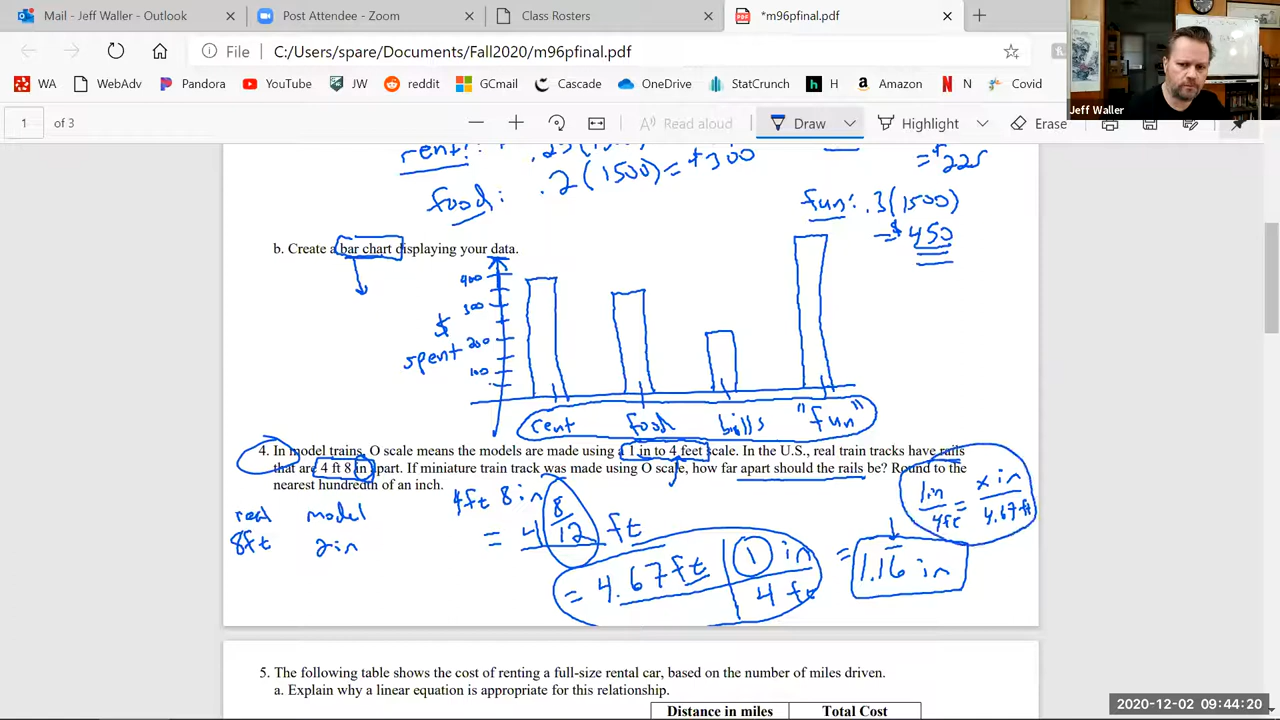 Mail - Jeff Waller - Outlook
Post Attendee - Zoom
Class Rosters
*m96pfinal.pdf
File
C:/Users/spare/Documents/Fall2020/m96pfinal.pdf
WA
WebAdv
Pandora
YouTube
JW
reddit
GCmail
Cascade
OneDrive
StatCrunch
H
Amazon
N
Covid
Jeff Waller
1
of 3
Read aloud
Draw
Highlight
Erase
rent:
.2(1500)=$300
food:
=$225
fun: .3(1500)
=$450
b. Create a bar chart displaying your data.
400
300
200
100
$
spent
rent food bills "fun"
4. In model trains, O scale means the models are made using a 1 in to 4 feet scale. In the U.S., real train tracks have rails
that are 4 ft 8 in apart. If miniature train track was made using O scale, how far apart should the rails be? Round to the
nearest hundredth of an inch.
real model
8ft 2in
4ft 8 in
= 4 8/12 ft
= 4.67ft 1 in
4 ft
= 1.16 in
1in/4ft = x in/4.67ft
5. The following table shows the cost of renting a full-size rental car, based on the number of miles driven.
a. Explain why a linear equation is appropriate for this relationship.
Distance in miles
Total Cost
2020-12-02 09:44:20